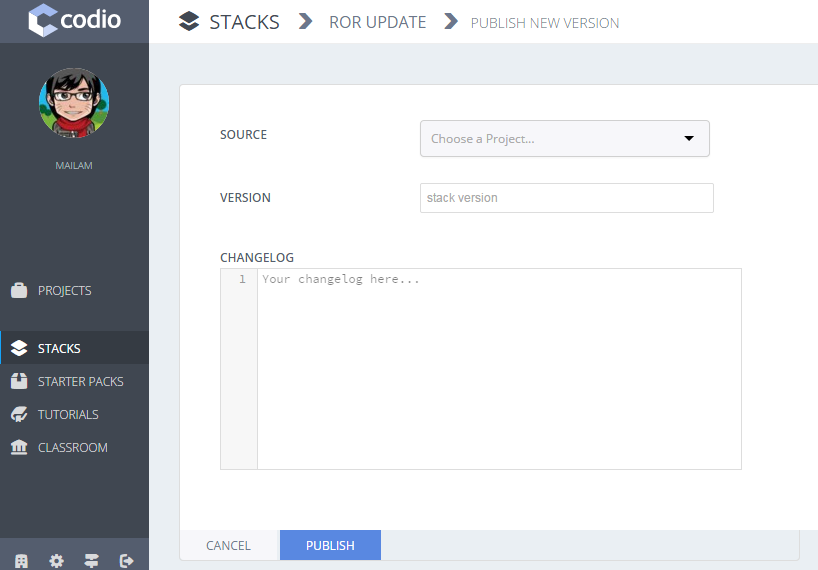 codio
STACKS ROR UPDATE PUBLISH NEW VERSION
MAILAM
PROJECTS
STACKS
STARTER PACKS
TUTORIALS
CLASSROOM
SOURCE Choose a Project...
VERSION stack version
CHANGELOG
1 Your changelog here...
CANCEL PUBLISH